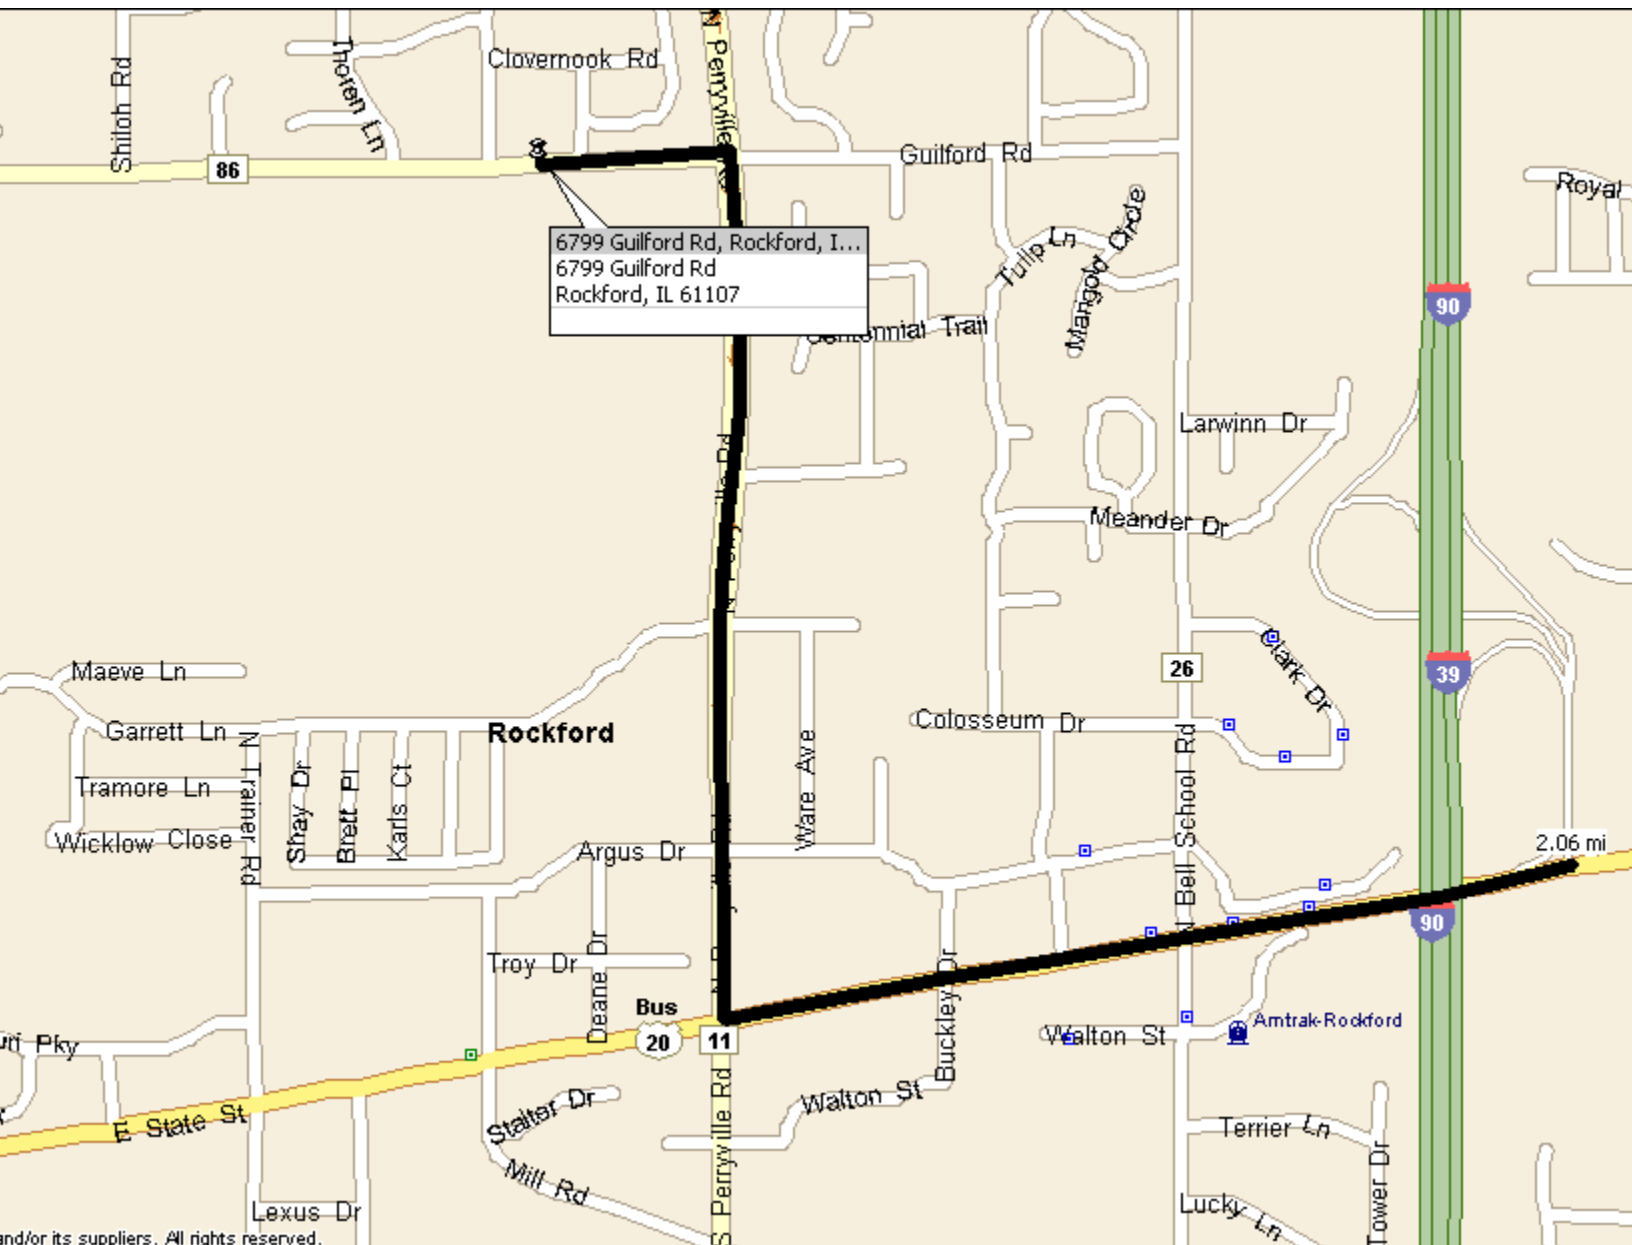 N Perryville Rd
Clovernook Rd
Thoren Ln
Shiloh Rd
86
Guilford Rd
Royal
6799 Guilford Rd, Rockford, I...
6799 Guilford Rd
Rockford, IL 61107
Tulip Ln
Marigold Circle
90
Centennial Trail
Larwinn Dr
Meander Dr
Clark Dr
26
39
Maeve Ln
Garrett Ln
Rockford
Colosseum Dr
N Trainer Rd
Shay Dr
Brett Pl
Karls Ct
Ware Ave
N Bell School Rd
Tramore Ln
Wicklow Close
Argus Dr
2.06 mi
90
Troy Dr
Deane Dr
Buckley Dr
Bus
20
11
Amtrak-Rockford
Walton St
Pky
E State St
Stalter Dr
Walton St
S Perryville Rd
Terrier Ln
Tower Dr
Mill Rd
Lexus Dr
Lucky Ln
and/or its suppliers. All rights reserved.